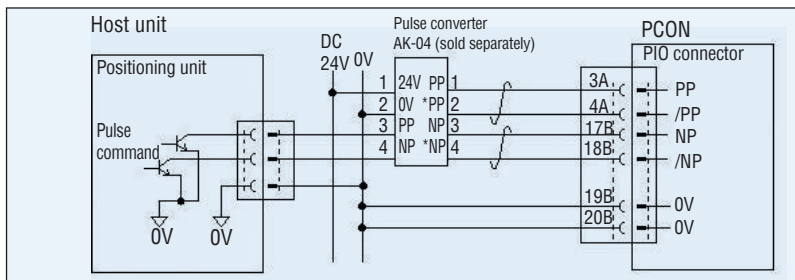 Host unit
Positioning unit
Pulse
command
0V
0V
DC
24V 0V
Pulse converter
AK-04 (sold separately)
1 24V PP 1
2 0V *PP 2
3 PP NP 3
4 NP *NP 4
PCON
PIO connector
3A PP
4A /PP
17B NP
18B /NP
19B 0V
20B 0V